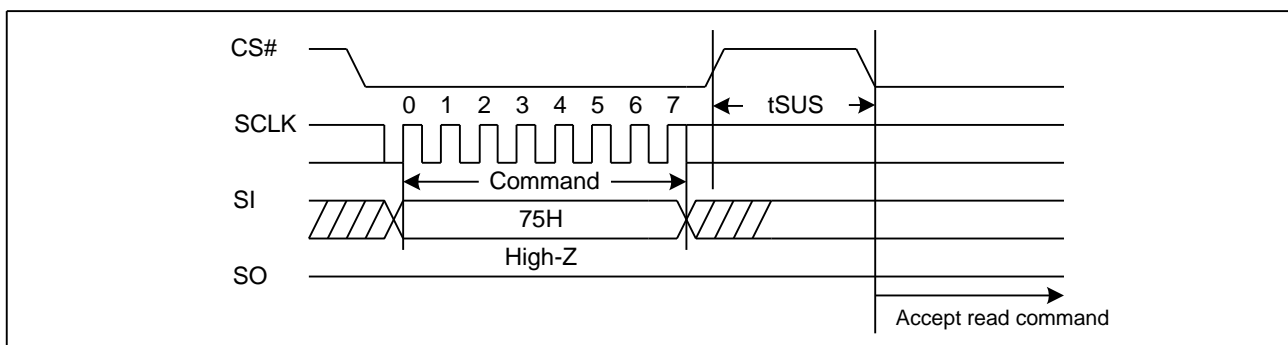 CS#
0 1 2 3 4 5 6 7
tSUS
SCLK
Command
SI
75H
High-Z
SO
Accept read command